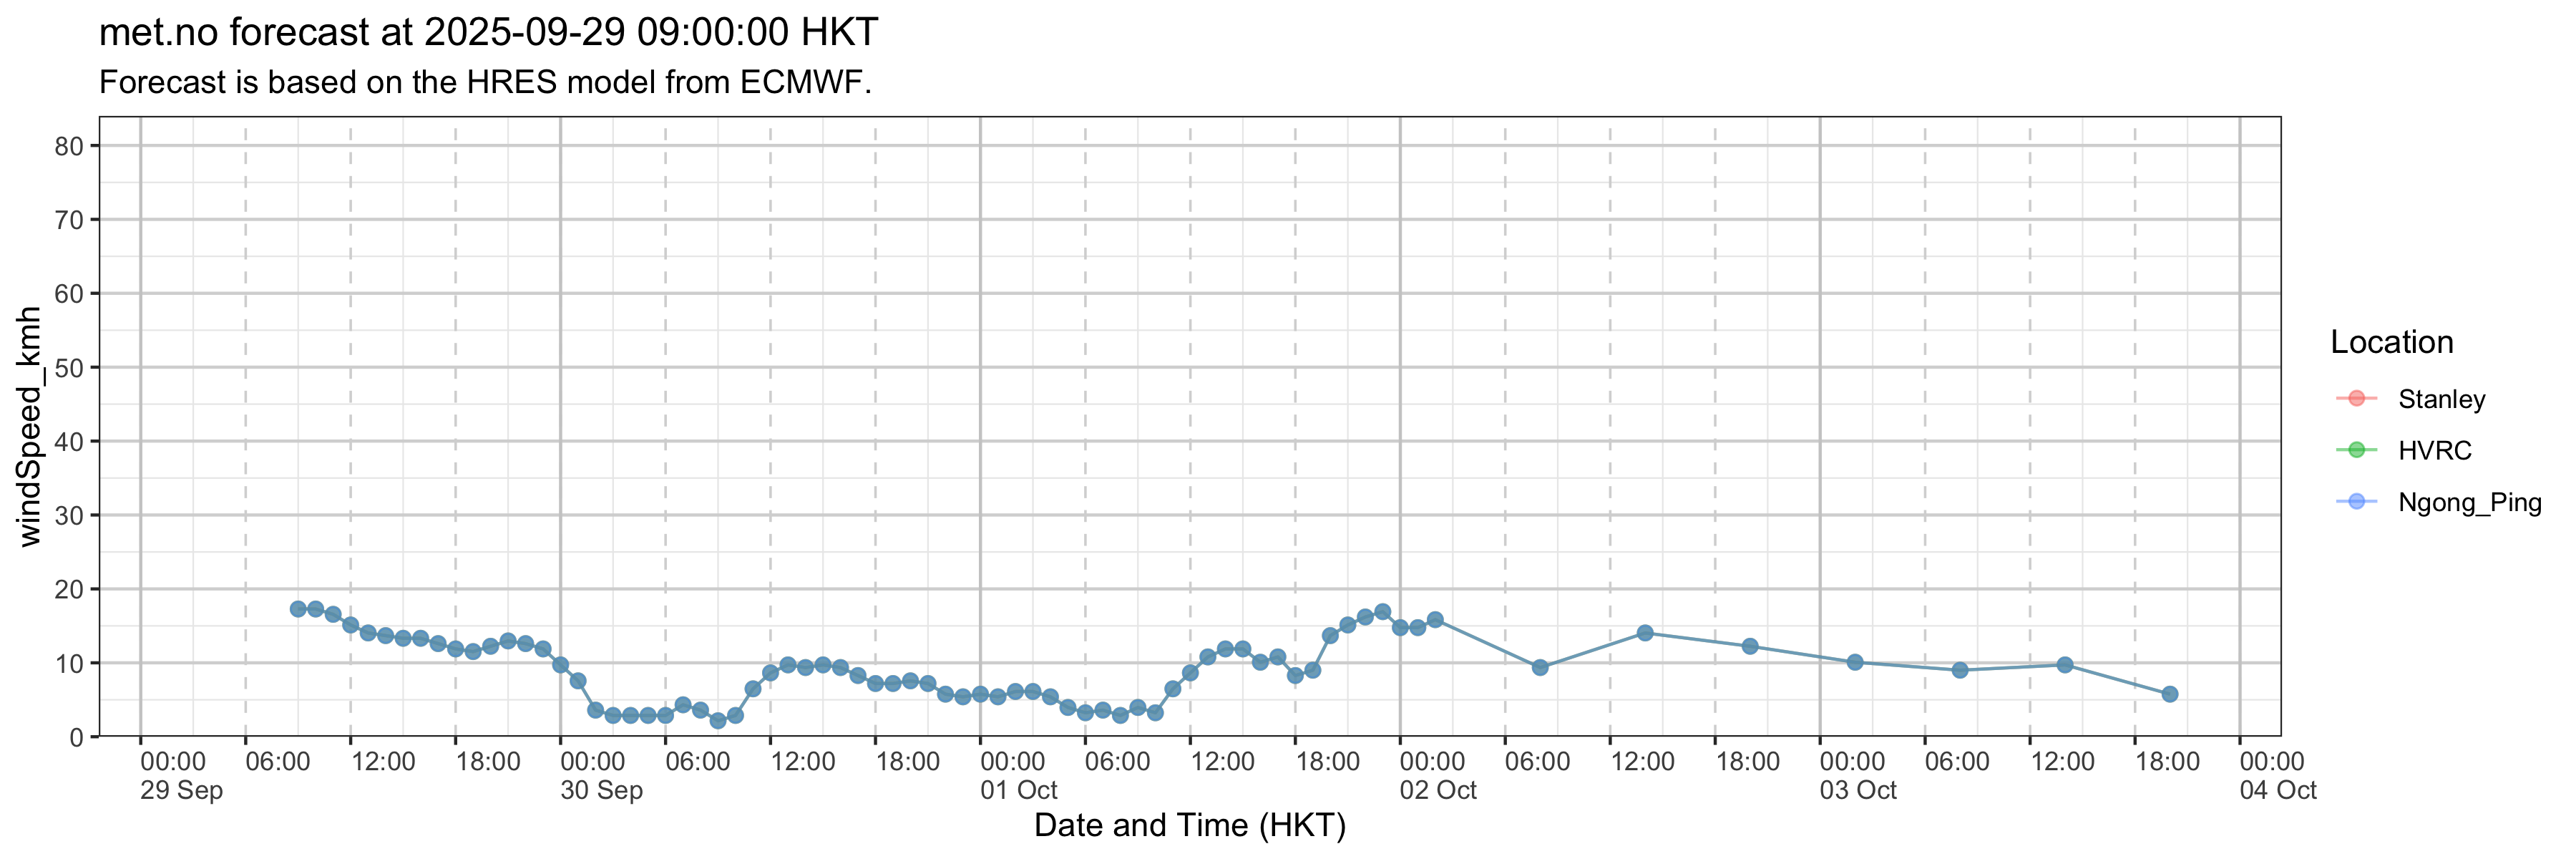 met.no forecast at 2025-09-29 09:00:00 HKT
Forecast is based on the HRES model from ECMWF.
windSpeed_kmh
80
70
60
50
40
30
20
10
0
00:00 06:00 12:00 18:00 00:00 06:00 12:00 18:00 00:00 06:00 12:00 18:00 00:00 06:00 12:00 18:00 00:00 06:00 12:00 18:00 00:00
29 Sep 30 Sep 01 Oct 02 Oct 03 Oct 04 Oct
Date and Time (HKT)
Location
Stanley
HVRC
Ngong_Ping